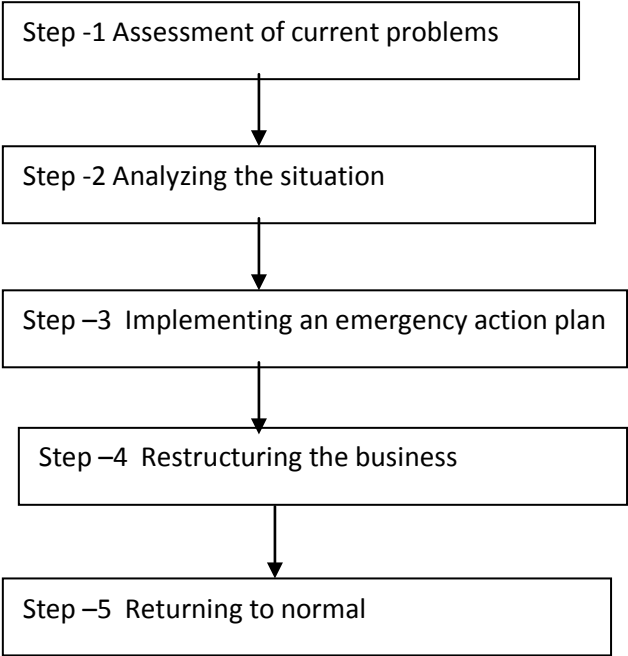 Step -1 Assessment of current problems
Step -2 Analyzing the situation
Step –3  Implementing an emergency action plan
Step –4  Restructuring the business
Step –5  Returning to normal